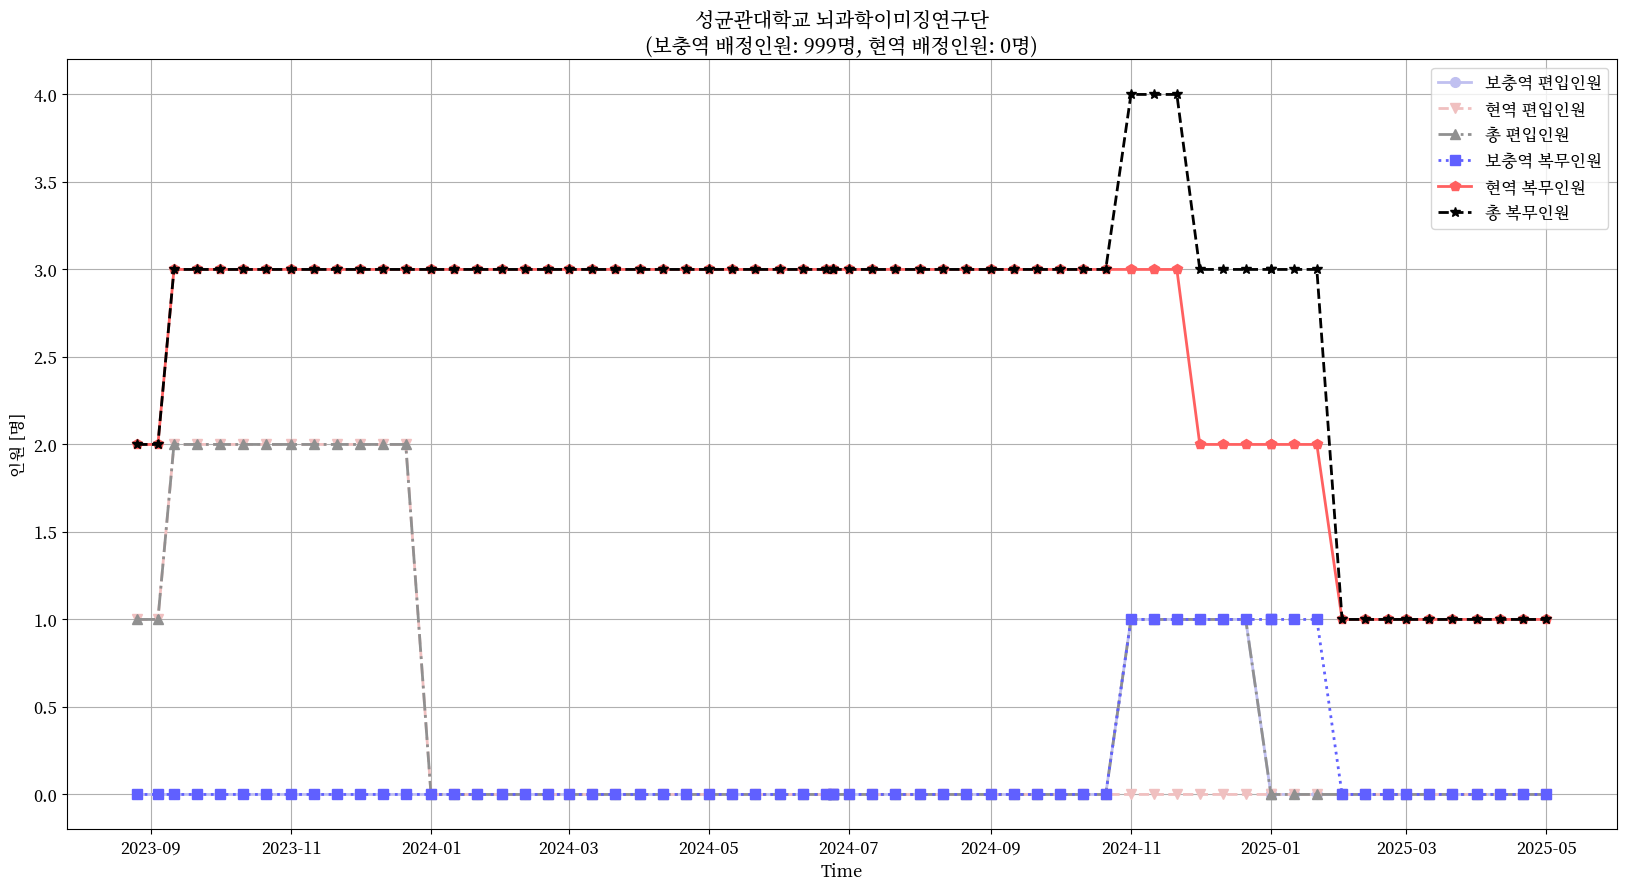 성균관대학교 뇌과학이미징연구단
(보충역 배정인원: 999명, 현역 배정인원: 0명)
보충역 편입인원
현역 편입인원
총 편입인원
보충역 복무인원
현역 복무인원
총 복무인원
4.0
3.5
3.0
2.5
2.0
1.5
1.0
0.5
0.0
인원 [명]
2023-09 2023-11 2024-01 2024-03 2024-05 2024-07 2024-09 2024-11 2025-01 2025-03 2025-05
Time